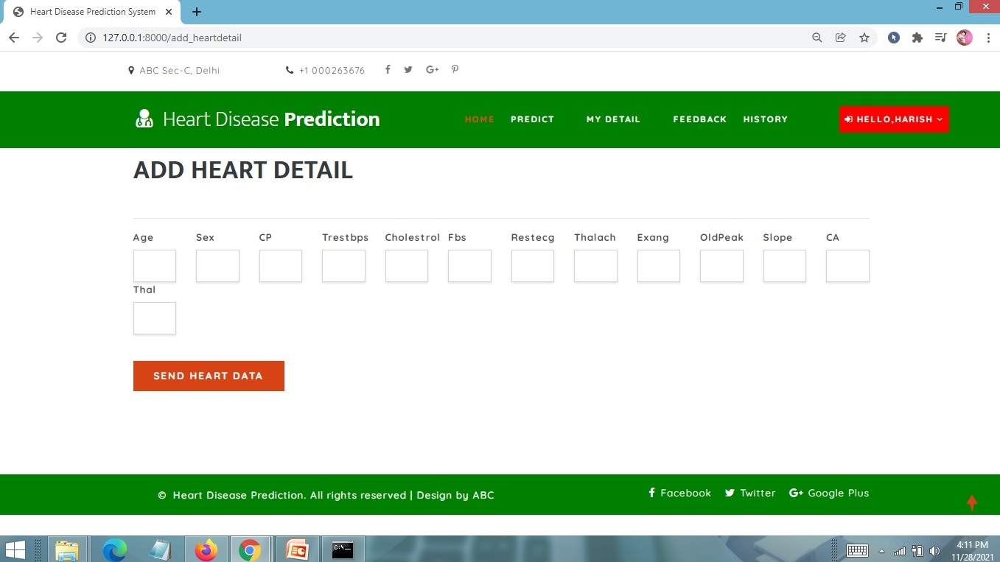 Heart Disease Prediction System
127.0.0.1:8000/add_heartdetail
ABC Sec-C, Delhi +1 000263676
Heart Disease Prediction HOME PREDICT MY DETAIL FEEDBACK HISTORY HELLO,HARISH
ADD HEART DETAIL
Age Sex CP Trestbps Cholestrol Fbs Restecg Thalach Exang OldPeak Slope CA
Thal
SEND HEART DATA
© Heart Disease Prediction. All rights reserved | Design by ABC Facebook Twitter G+ Google Plus
C:\._
4:11 PM
11/28/2021